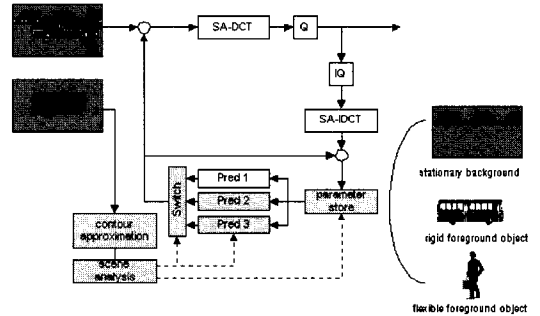 SA-DCT
Q
IQ
SA-IDCT
Switch
Pred 1
Pred 2
Pred 3
parameter
store
contour
approximation
scene
analysis
stationary background
rigid foreground object
flexible foreground object